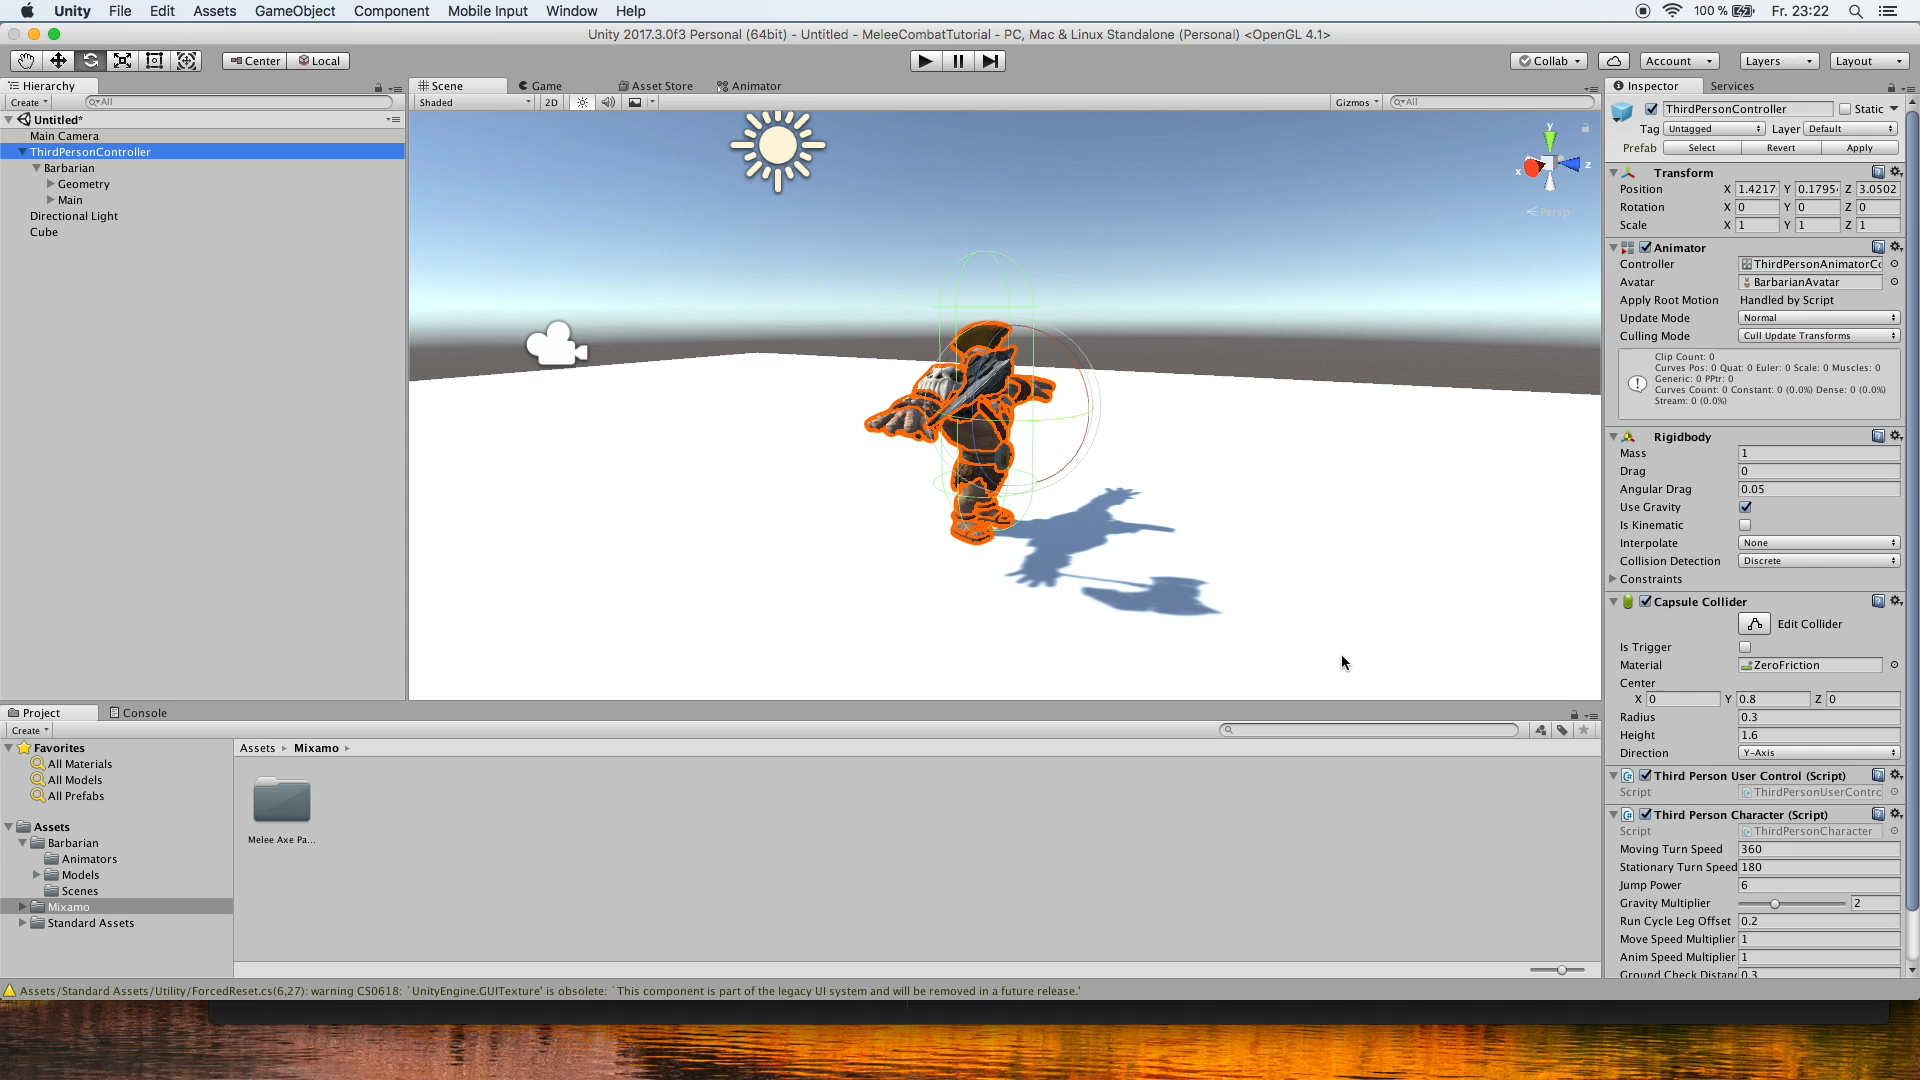 Unity File Edit Assets GameObject Component Mobile Input Window Help 100 % Fr. 23:22
Unity 2017.3.0f3 Personal (64bit) - Untitled - MeleeCombatTutorial - PC, Mac & Linux Standalone (Personal) <OpenGL 4.1>
Center Local Collab Account Layers Layout
Hierarchy
Create All
Untitled*
Main Camera
ThirdPersonController
Barbarian
Geometry
Main
Directional Light
Cube
Scene Game Asset Store Animator
Shaded 2D Gizmos All
y
x
z
Persp
Inspector Services
ThirdPersonController Static
Tag Untagged Layer Default
Prefab Select Revert Apply
Transform
Position X 1.4217 Y 0.1795 Z 3.0502
Rotation X 0 Y 0 Z 0
Scale X 1 Y 1 Z 1
Animator
Controller ThirdPersonAnimatorCo
Avatar BarbarianAvatar
Apply Root Motion Handled by Script
Update Mode Normal
Culling Mode Cull Update Transforms
Clip Count: 0
Curves Pos: 0 Quat: 0 Euler: 0 Scale: 0 Muscles: 0
Generic: 0 PPtr: 0
Curves Count: 0 Constant: 0 (0.0%) Dense: 0 (0.0%)
Stream: 0 (0.0%)
Rigidbody
Mass 1
Drag 0
Angular Drag 0.05
Use Gravity
Is Kinematic
Interpolate None
Collision Detection Discrete
Constraints
Capsule Collider
Edit Collider
Is Trigger
Material ZeroFriction
Center
X 0 Y 0.8 Z 0
Radius 0.3
Height 1.6
Direction Y-Axis
Third Person User Control (Script)
Script ThirdPersonUserContro
Third Person Character (Script)
Script ThirdPersonCharacter
Moving Turn Speed 360
Stationary Turn Speed 180
Jump Power 6
Gravity Multiplier 2
Run Cycle Leg Offset 0.2
Move Speed Multiplier 1
Anim Speed Multiplier 1
Ground Check Distanc 0.3
Project Console
Create
Favorites
All Materials
All Models
All Prefabs
Assets
Barbarian
Animators
Models
Scenes
Mixamo
Standard Assets
Assets Mixamo
Melee Axe Pa...
Assets/Standard Assets/Utility/ForcedReset.cs(6,27): warning CS0618: `UnityEngine.GUITexture' is obsolete: `This component is part of the legacy UI system and will be removed in a future release.'